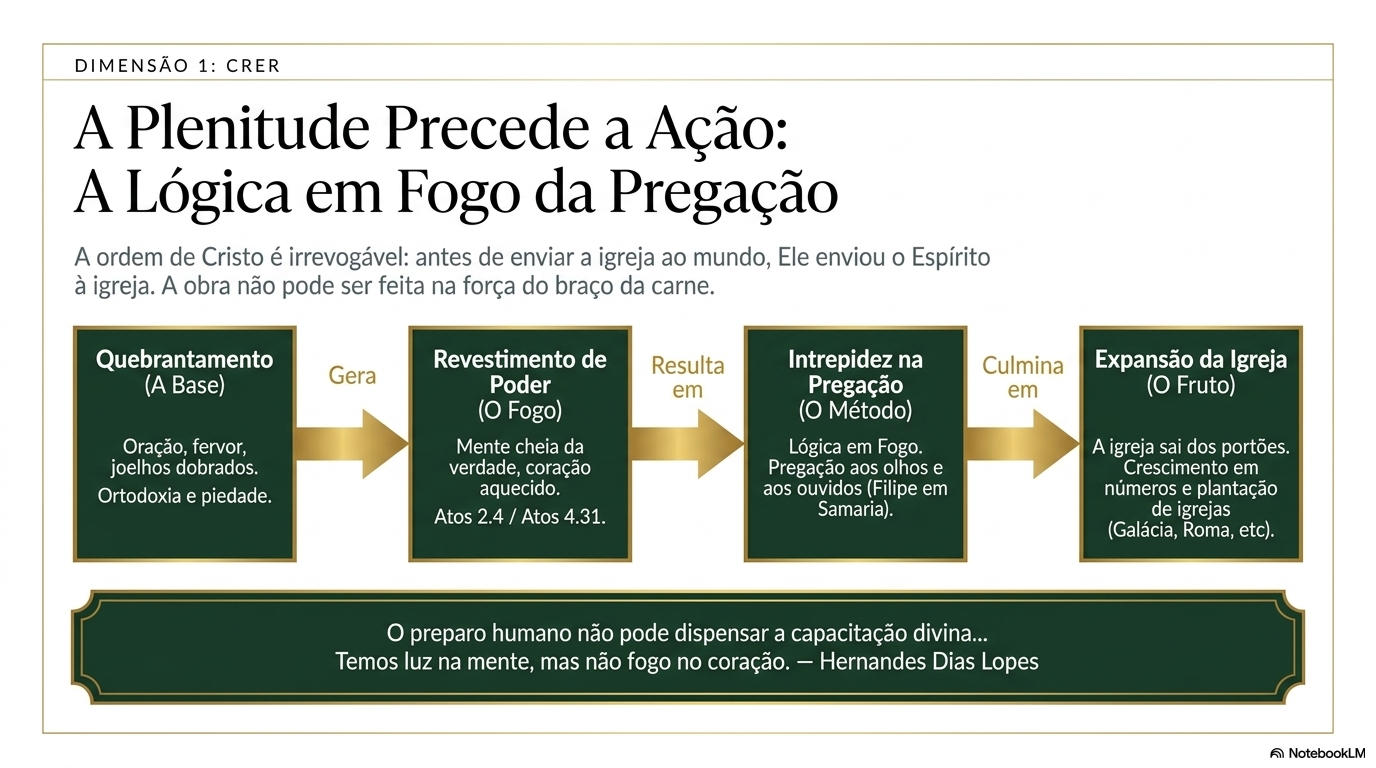 DIMENSÃO 1: CRER
A Plenitude Precede a Ação:
A Lógica em Fogo da Pregação
A ordem de Cristo é irrevogável: antes de enviar a igreja ao mundo, Ele enviou o Espírito
à igreja. A obra não pode ser feita na força do braço da carne.
Quebrantamento
(A Base)
Oração, fervor,
joelhos dobrados.
Ortodoxia e piedade.
Gera
Revestimento de
Poder
(O Fogo)
Mente cheia da
verdade, coração
aquecido.
Atos 2.4 / Atos 4.31.
Resulta
em
Intrepidez na
Pregação
(O Método)
Lógica em Fogo.
Pregação aos olhos e
aos ouvidos (Filipe em
Samaria).
Culmina
em
Expansão da Igreja
(O Fruto)
A igreja sai dos portões.
Crescimento em
números e plantação
de igrejas
(Galácia, Roma, etc).
O preparo humano não pode dispensar a capacitação divina...
Temos luz na mente, mas não fogo no coração. — Hernandes Dias Lopes
NotebookLM